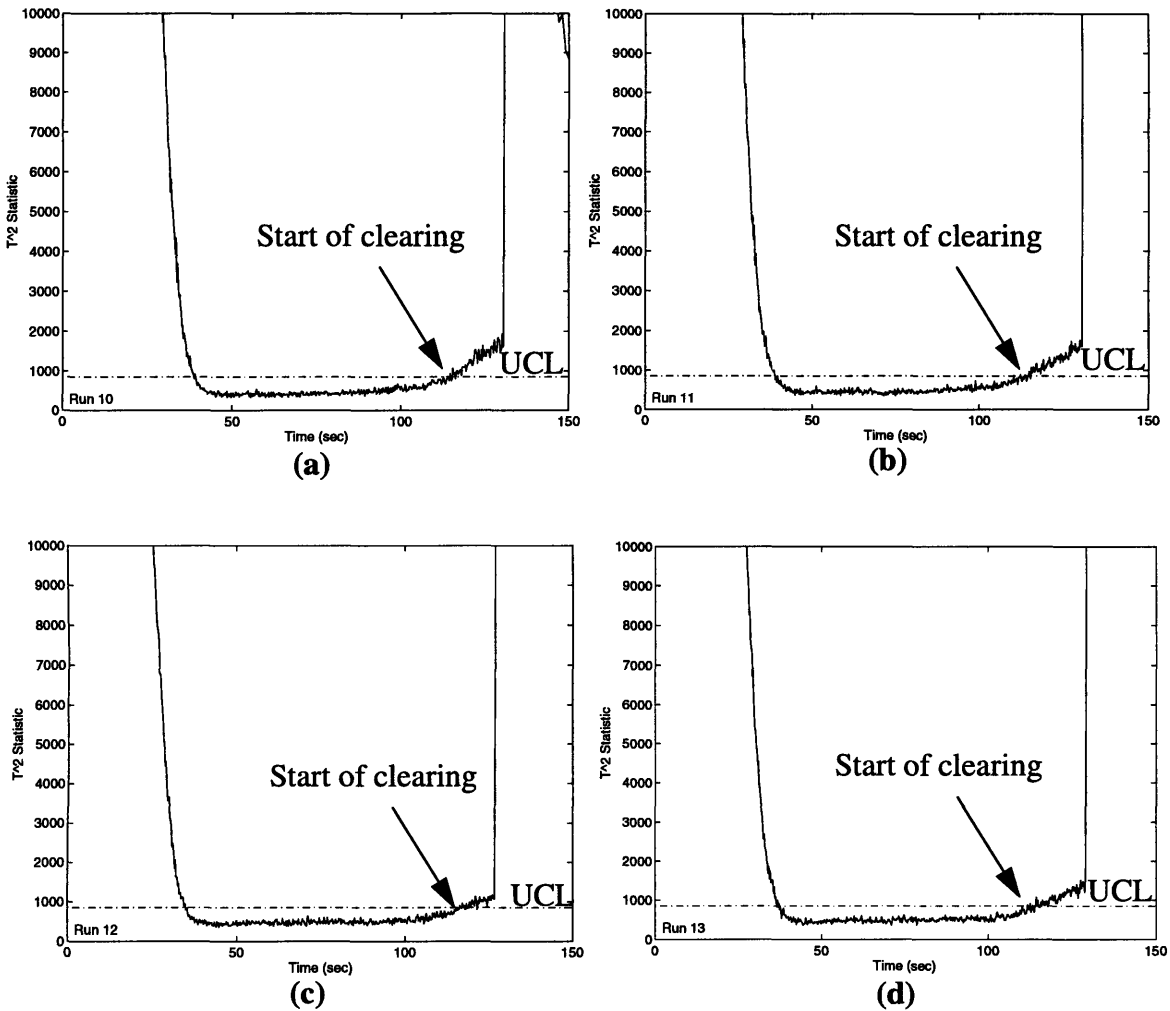 10000
9000
8000
7000
6000
5000
4000
3000
2000
1000
0
T^2 Statistic
Start of clearing
UCL
Run 10
0
50
100
150
Time (sec)
(a)
10000
9000
8000
7000
6000
5000
4000
3000
2000
1000
0
T^2 Statistic
Start of clearing
UCL
Run 11
0
50
100
150
Time (sec)
(b)
10000
9000
8000
7000
6000
5000
4000
3000
2000
1000
0
T^2 Statistic
Start of clearing
UCL
Run 12
0
50
100
150
Time (sec)
(c)
10000
9000
8000
7000
6000
5000
4000
3000
2000
1000
0
T^2 Statistic
Start of clearing
UCL
Run 13
0
50
100
150
Time (sec)
(d)